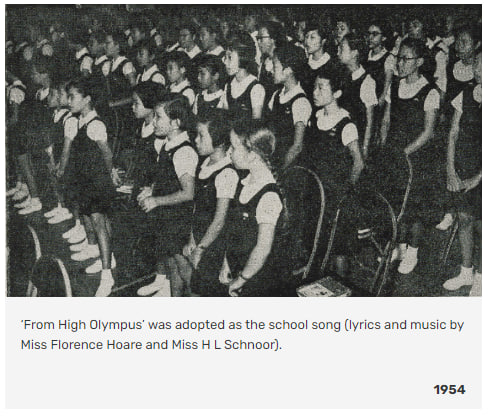 ‘From High Olympus’ was adopted as the school song (lyrics and music by
Miss Florence Hoare and Miss H L Schnoor).
1954